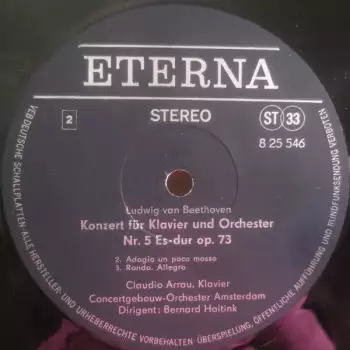 ETERNA
2
STEREO
ST 33
8 25 546
Ludwig van Beethoven
Konzert für Klavier und Orchester
Nr. 5 Es-dur op. 73
2. Adagio un poco mosso
3. Rondo. Allegro
Claudio Arrau, Klavier
Concertgebouw-Orchester Amsterdam
Dirigent: Bernard Haitink
VEB DEUTSCHE SCHALLPLATTEN · ALLE HERSTELLER- UND URHEBERRECHTE VORBEHALTEN · ÜBERSPIELUNG, ÖFFENTLICHE AUFFÜHRUNG UND RUNDFUNKSENDUNG VERBOTEN